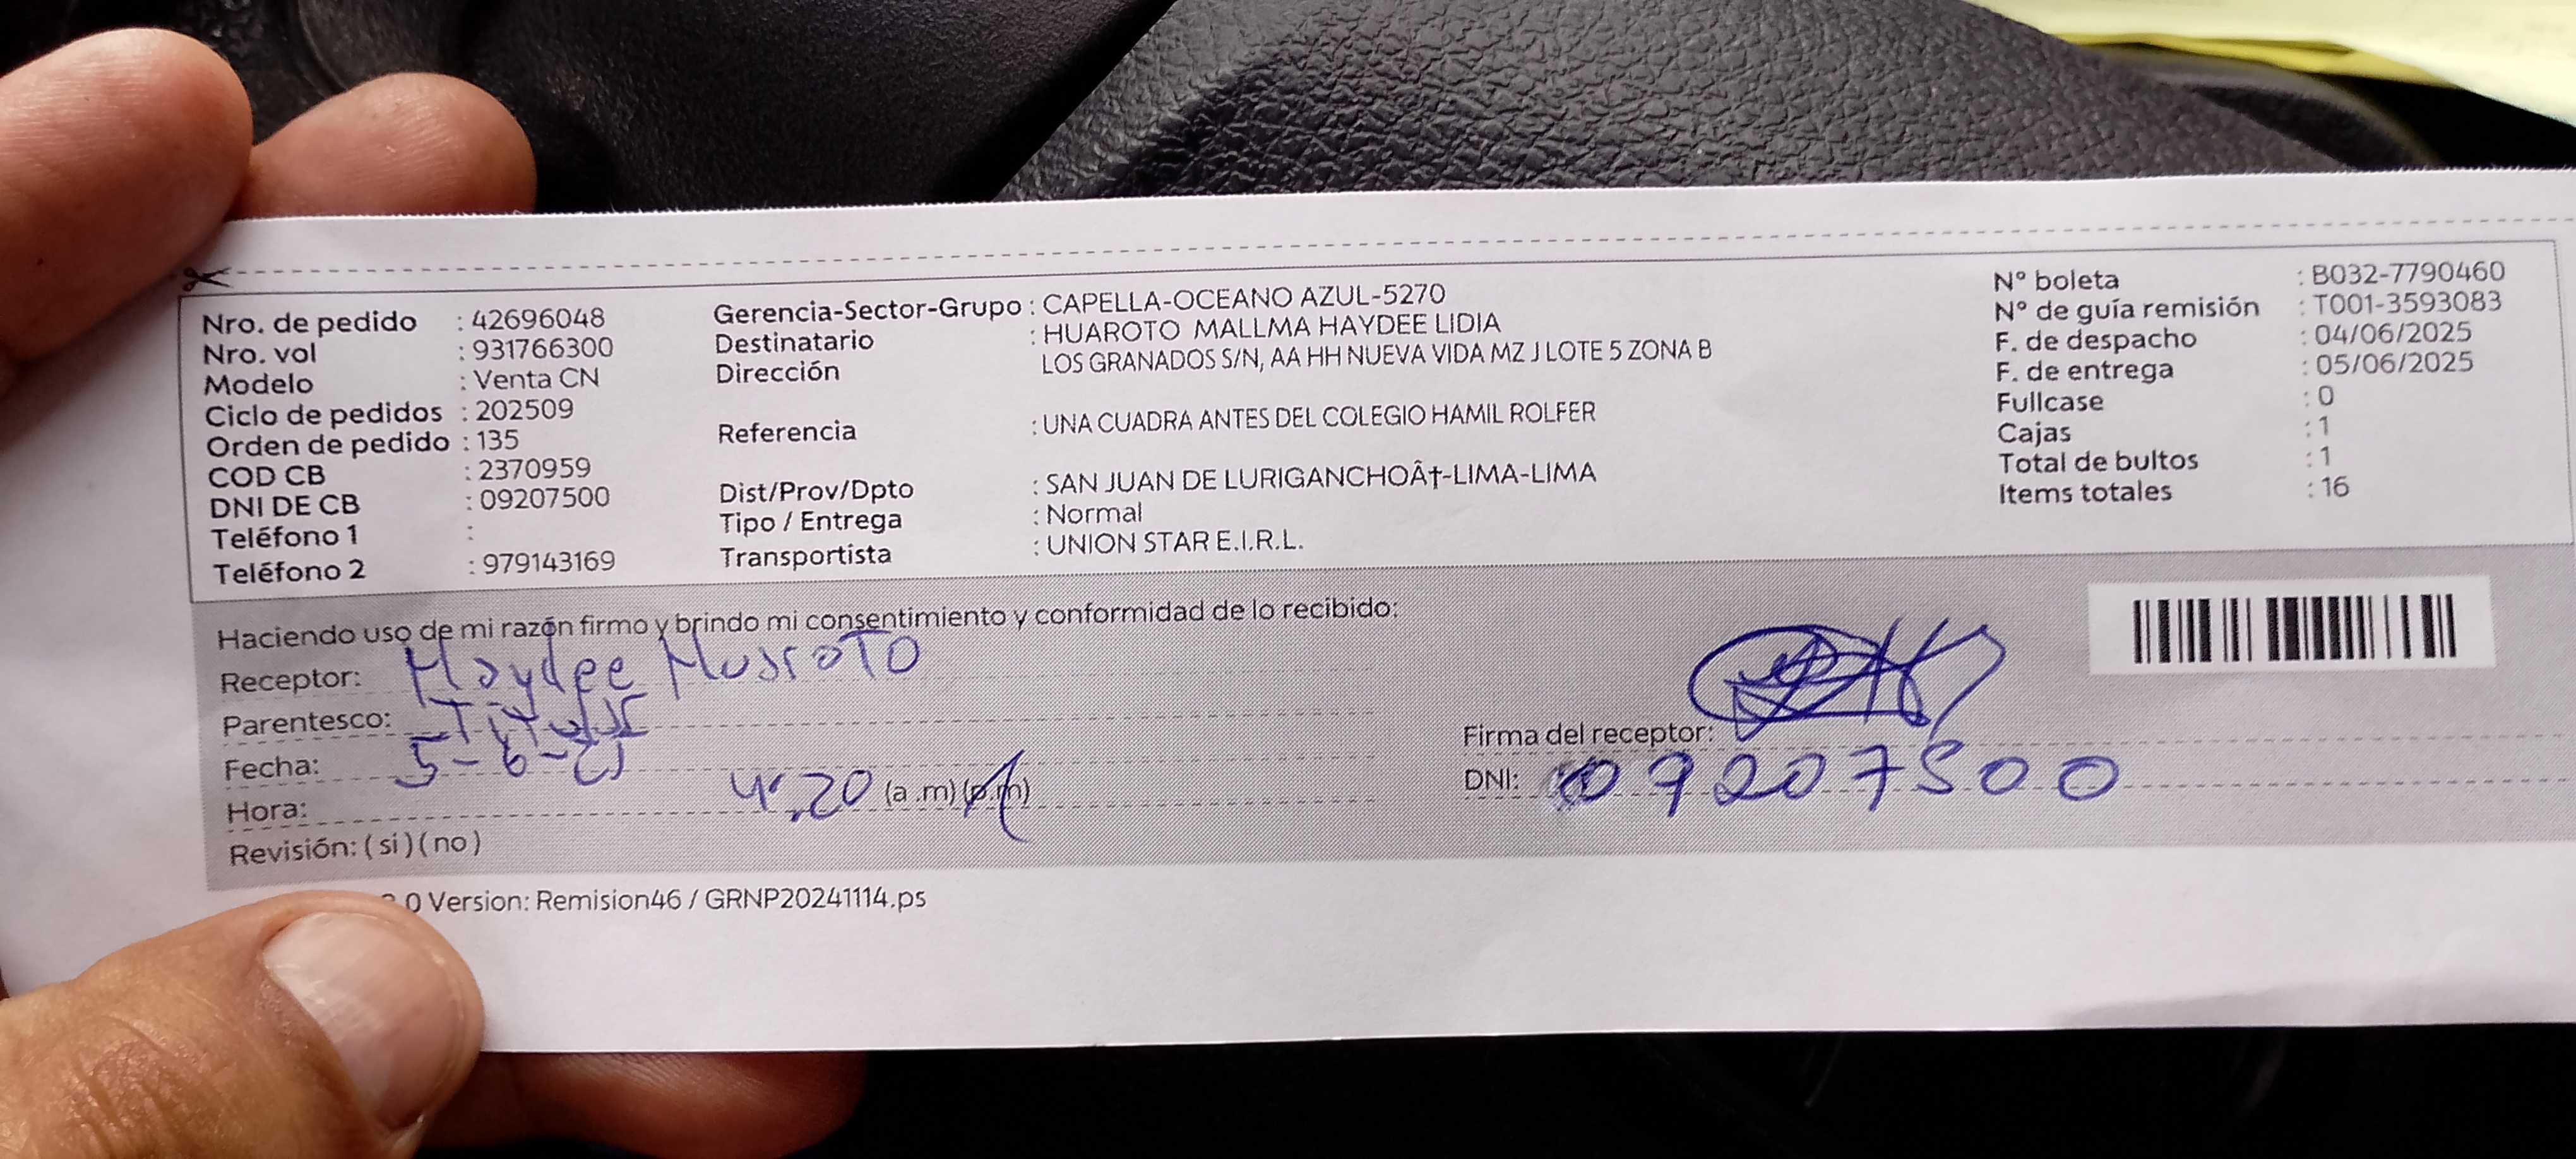 Nro. de pedido : 42696048
Nro. vol : 931766300
Modelo : Venta CN
Ciclo de pedidos : 202509
Orden de pedido : 135
COD CB : 2370959
DNI DE CB : 09207500
Teléfono 1 :
Teléfono 2 : 979143169
Gerencia-Sector-Grupo : CAPELLA-OCEANO AZUL-5270
Destinatario : HUAROTO MALLMA HAYDEE LIDIA
Dirección LOS GRANADOS S/N, AA HH NUEVA VIDA MZ J LOTE 5 ZONA B
Referencia : UNA CUADRA ANTES DEL COLEGIO HAMIL ROLFER
Dist/Prov/Dpto : SAN JUAN DE LURIGANCHOÂ†-LIMA-LIMA
Tipo / Entrega : Normal
Transportista : UNION STAR E.I.R.L.
N° boleta : B032-7790460
N° de guía remisión : T001-3593083
F. de despacho : 04/06/2025
F. de entrega : 05/06/2025
Fullcase : 0
Cajas : 1
Total de bultos : 1
Items totales : 16
Haciendo uso de mi razón firmo y brindo mi consentimiento y conformidad de lo recibido:
Receptor: Haydee Huaroto
Parentesco: Titular
Fecha: 5-6-25
Hora: 4:20 (a .m) (p.m)
Revisión: ( si ) ( no )
Firma del receptor:
DNI: 09207500
0 Version: Remision46 / GRNP20241114.ps